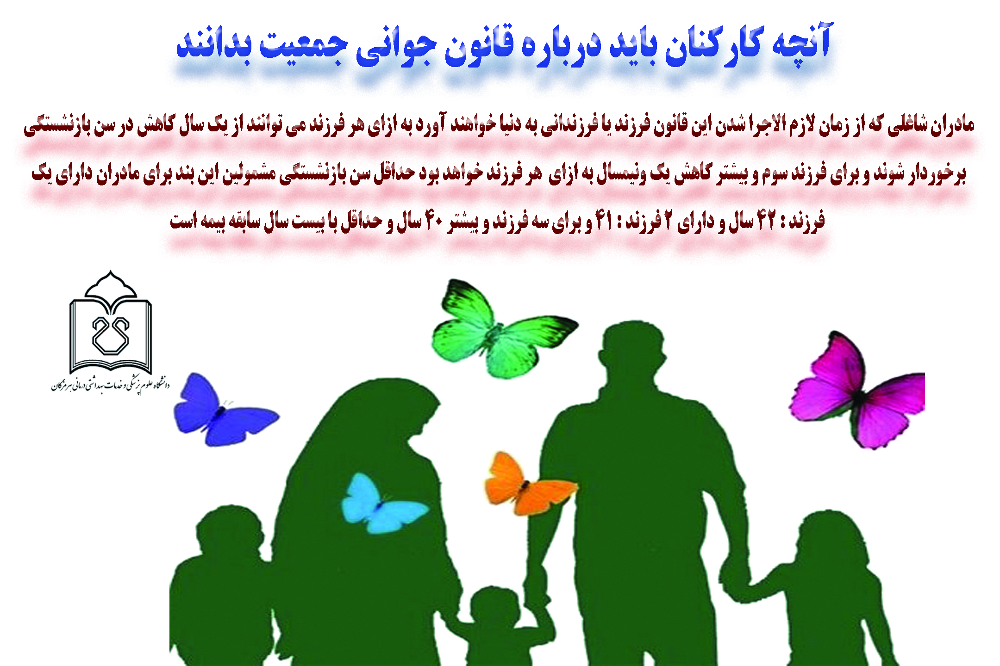 آنچه کارکنان باید درباره قانون جوانی جمعیت بدانند
مادران شاغلی که از زمان لازم الاجرا شدن این قانون فرزند یا فرزندانی به دنیا خواهند آورد به ازای هر فرزند می توانند از یک سال کاهش در سن بازنشستگی
برخوردار شوند و برای فرزند سوم و بیشتر کاهش یک ونیمسال به ازای هر فرزند خواهد بود حداقل سن بازنشستگی مشمولین این بند برای مادران دارای یک
فرزند : ۴۲ سال و دارای ۲ فرزند : ۴۱ و برای سه فرزند و بیشتر ۴۰ سال و حداقل با بیست سال سابقه بیمه است
دانشگاه علوم پزشکی و خدمات بهداشتی درمانی هرمزگان